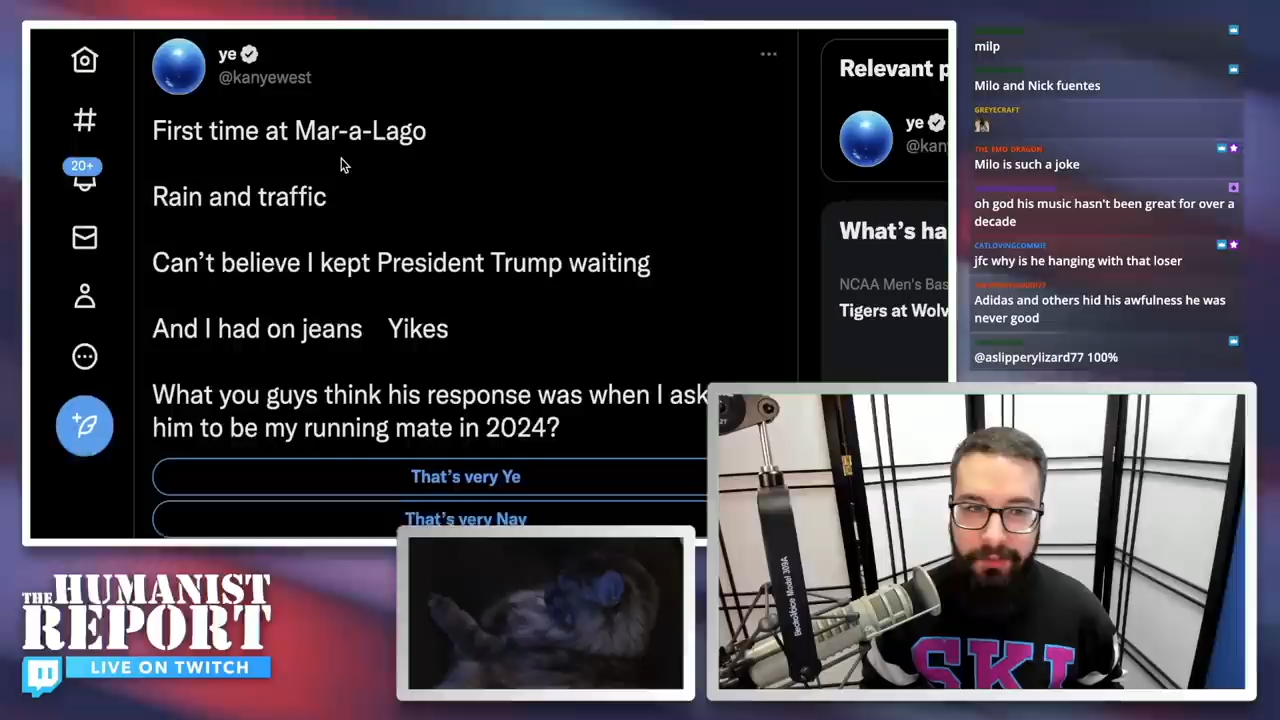 ye
@kanyewest
First time at Mar-a-Lago
Rain and traffic
Can’t believe I kept President Trump waiting
And I had on jeans Yikes
What you guys think his response was when I ask
him to be my running mate in 2024?
That’s very Ye
That’s very Nay
20+
Relevant p
ye
@kan
What’s ha
NCAA Men's Bas
Tigers at Wolv
milp
Milo and Nick fuentes
GREYECRAFT
THE EMO DRAGON
Milo is such a joke
oh god his music hasn't been great for over a
decade
CATLOVINGCOMMIE
jfc why is he hanging with that loser
Adidas and others hid his awfulness he was
never good
@aslipperylizard77 100%
THE HUMANIST
REPORT
LIVE ON TWITCH
SKI